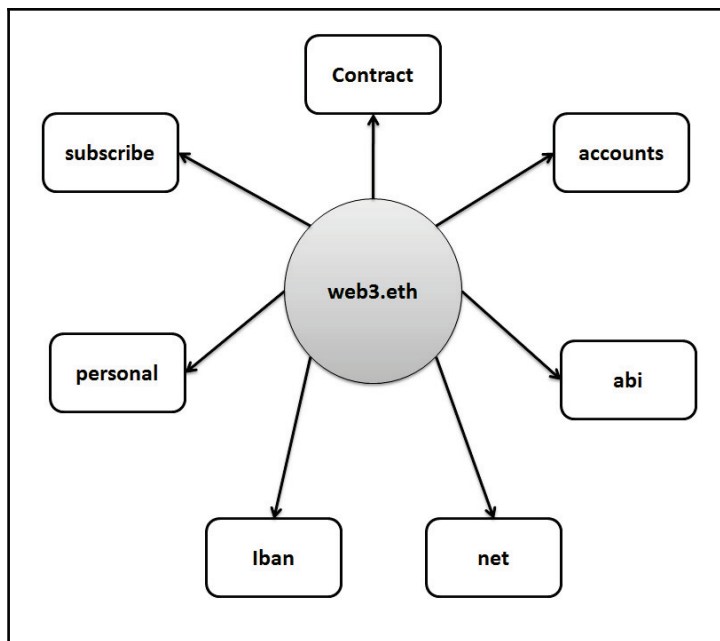 Contract
subscribe
accounts
web3.eth
personal
abi
Iban
net